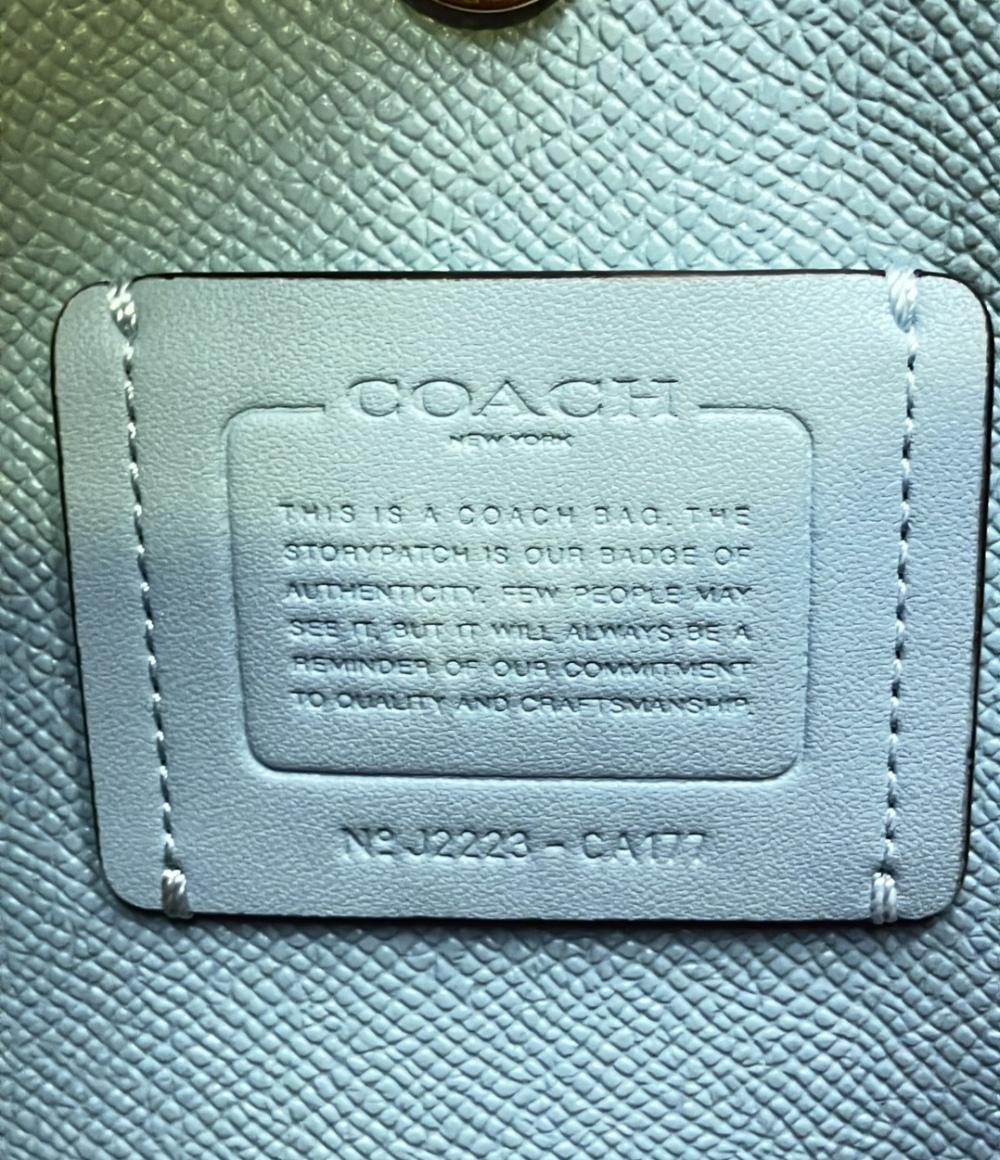 COACH
NEW YORK
THIS IS A COACH BAG. THE
STORYPATCH IS OUR BADGE OF
AUTHENTICITY. FEW PEOPLE MAY
SEE IT, BUT IT WILL ALWAYS BE A
REMINDER OF OUR COMMITMENT
TO QUALITY AND CRAFTSMANSHIP.
Nº J2223 - CA177